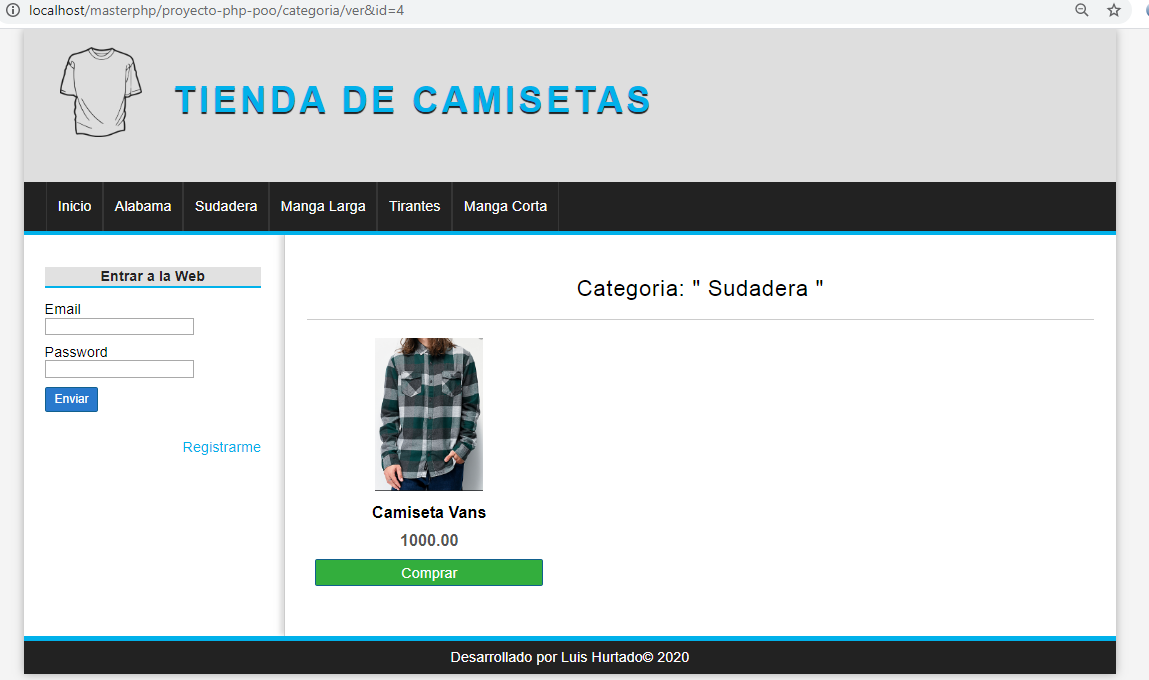 localhost/masterphp/proyecto-php-poo/categoria/ver&id=4
TIENDA DE CAMISETAS
Inicio Alabama Sudadera Manga Larga Tirantes Manga Corta
Entrar a la Web
Email
Password
Enviar
Registrarme
Categoria: " Sudadera "
Camiseta Vans
1000.00
Comprar
Desarrollado por Luis Hurtado© 2020